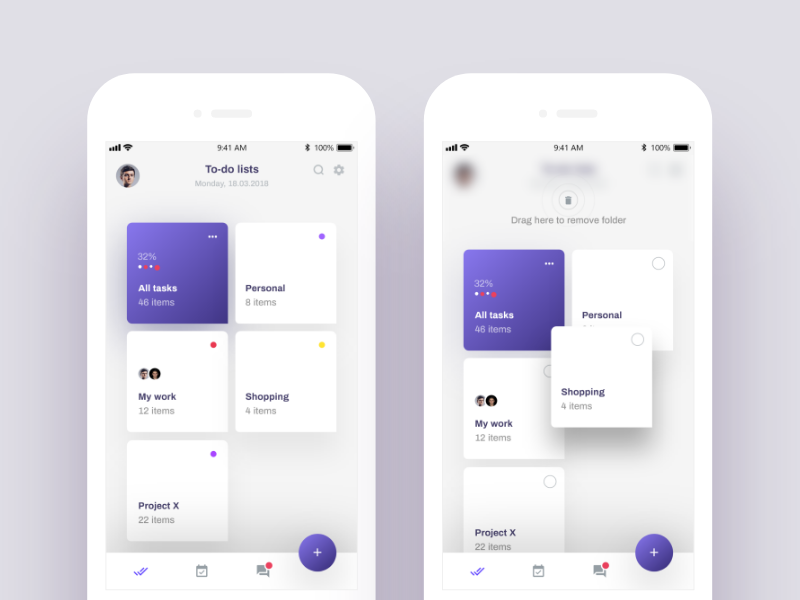 9:41 AM
100%
To-do lists
Monday, 18.03.2018
32%
All tasks
46 items
Personal
8 items
My work
12 items
Shopping
4 items
Project X
22 items
9:41 AM
100%
Drag here to remove folder
32%
All tasks
46 items
Personal
Shopping
4 items
My work
12 items
Project X
22 items